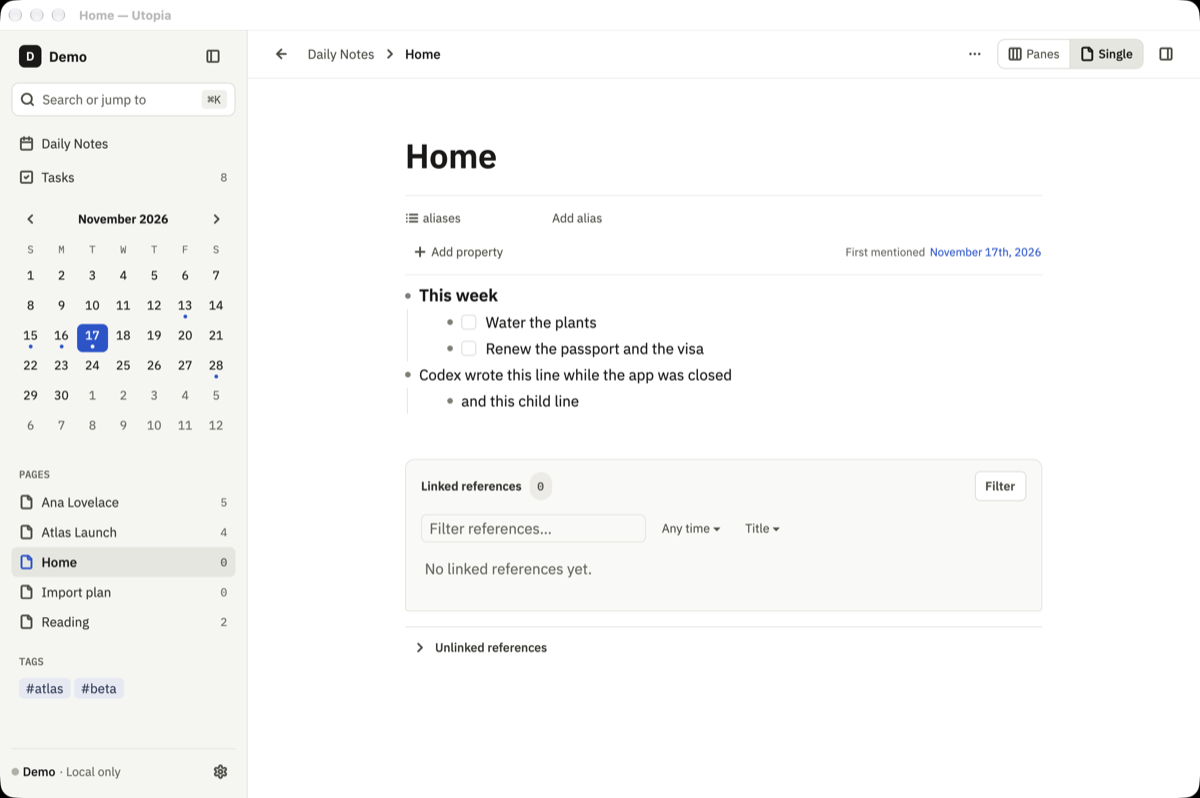 Home — Utopia
D Demo
Search or jump to ⌘K
Daily Notes
Tasks 8
November 2026
S M T W T F S
1 2 3 4 5 6 7
8 9 10 11 12 13 14
15 16 17 18 19 20 21
22 23 24 25 26 27 28
29 30 1 2 3 4 5
6 7 8 9 10 11 12
PAGES
Ana Lovelace 5
Atlas Launch 4
Home 0
Import plan 0
Reading 2
TAGS
#atlas #beta
Demo · Local only
Daily Notes > Home
... Panes Single
Home
aliases Add alias
+ Add property First mentioned November 17th, 2026
This week
Water the plants
Renew the passport and the visa
Codex wrote this line while the app was closed
and this child line
Linked references 0 Filter
Filter references... Any time Title
No linked references yet.
Unlinked references